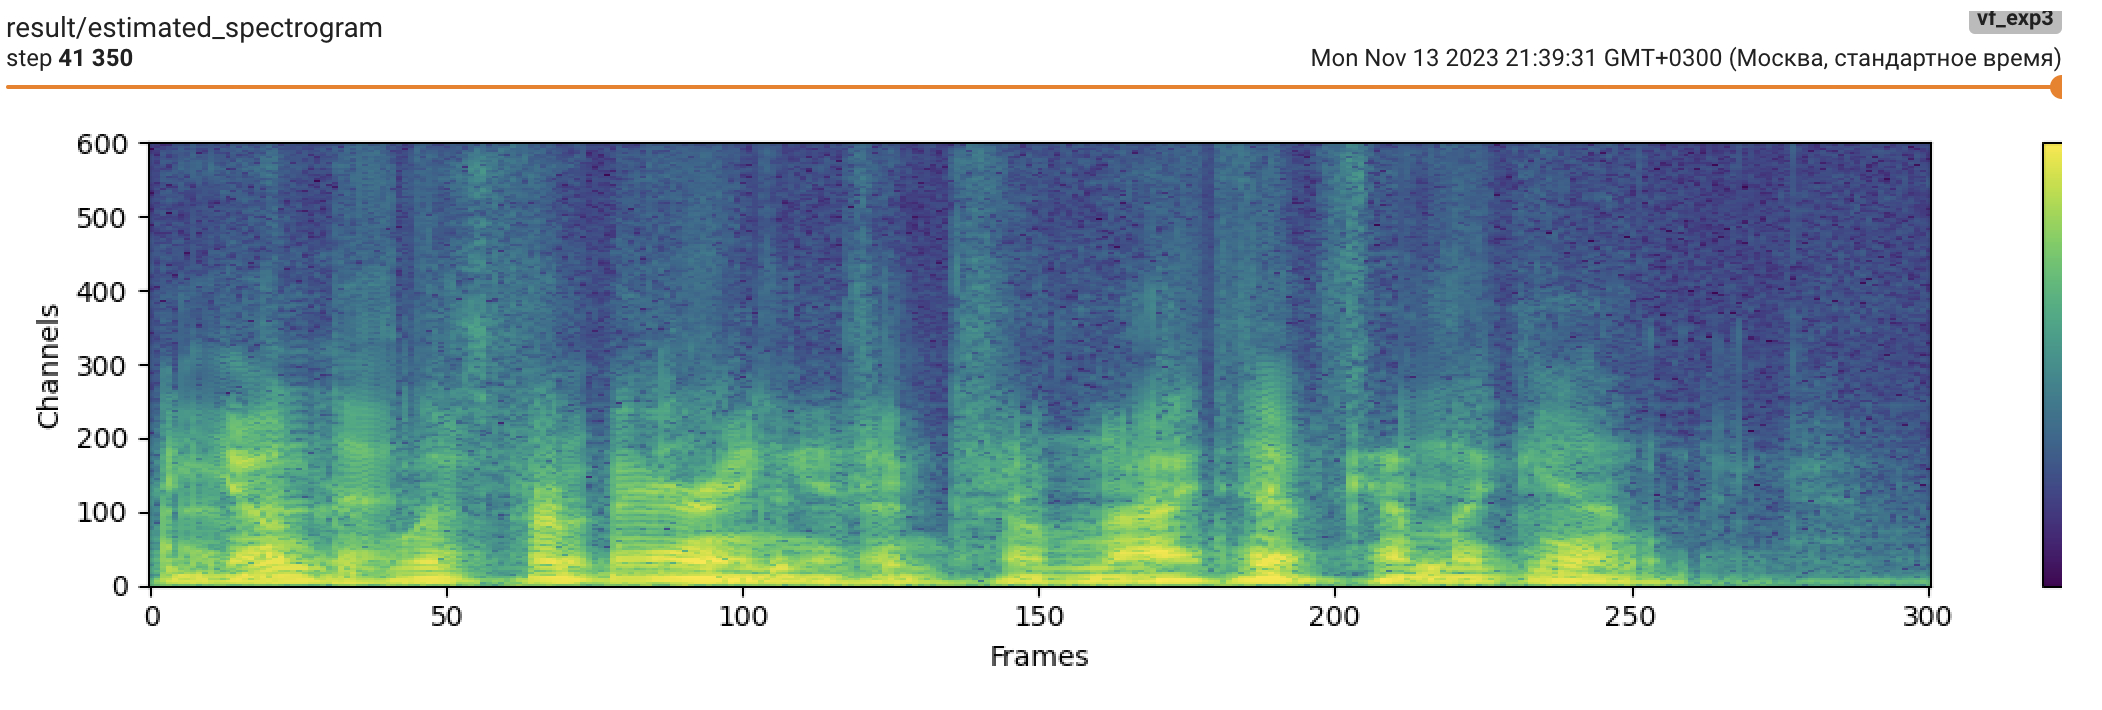 result/estimated_spectrogram
vf_exp3
step 41 350
Mon Nov 13 2023 21:39:31 GMT+0300 (Москва, стандартное время)
600
500
400
300
200
100
0
Channels
0 50 100 150 200 250 300
Frames